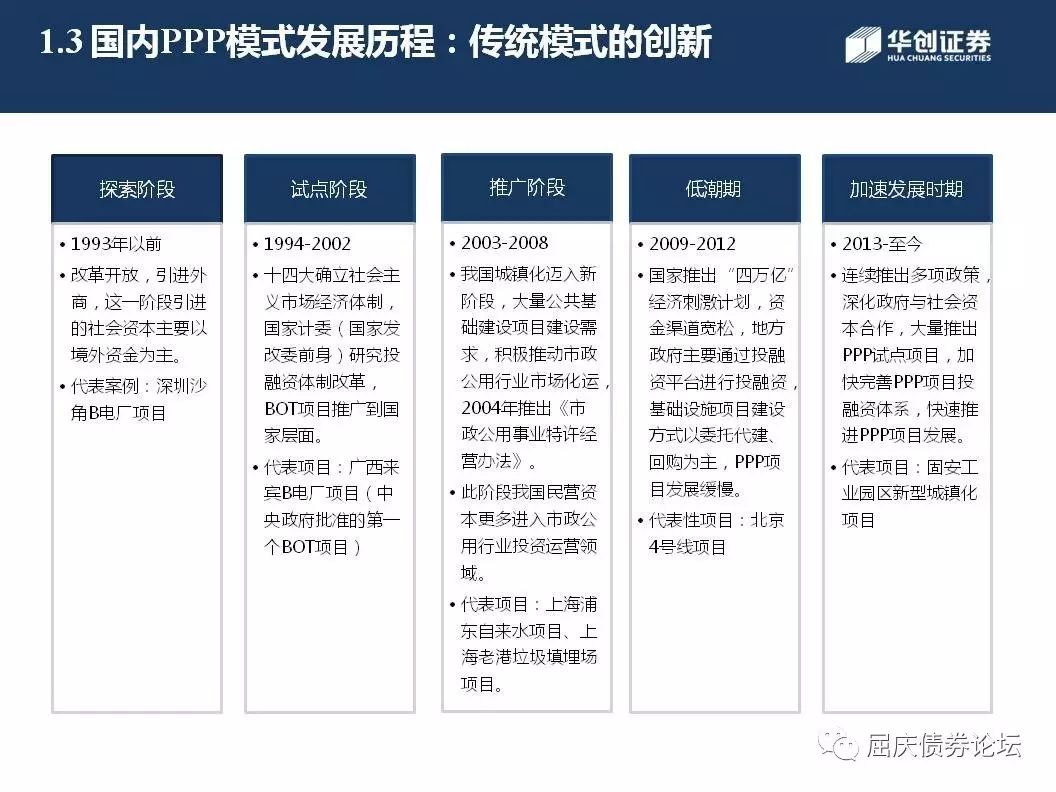 1.3 国内PPP模式发展历程：传统模式的创新
华创证券
HUA CHUANG SECURITIES
探索阶段
• 1993年以前
• 改革开放，引进外
商，这一阶段引进
的社会资本主要以
境外资金为主。
• 代表案例：深圳沙
角B电厂项目
试点阶段
• 1994-2002
• 十四大确立社会主
义市场经济体制，
国家计委（国家发
改委前身）研究投
融资体制改革，
BOT项目推广到国
家层面。
• 代表项目：广西来
宾B电厂项目（中
央政府批准的第一
个BOT项目）
推广阶段
• 2003-2008
• 我国城镇化迈入新
阶段，大量公共基
础建设项目建设需
求，积极推动市政
公用行业市场化运，
2004年推出《市
政公用事业特许经
营办法》。
• 此阶段我国民营资
本更多进入市政公
用行业投资运营领
域。
• 代表项目：上海浦
东自来水项目、上
海老港垃圾填埋场
项目。
低潮期
• 2009-2012
• 国家推出“四万亿”
经济刺激计划，资
金渠道宽松，地方
政府主要通过投融
资平台进行投融资，
基础设施项目建设
方式以委托代建、
回购为主，PPP项
目发展缓慢。
• 代表性项目：北京
4号线项目
加速发展时期
• 2013-至今
• 连续推出多项政策，
深化政府与社会资
本合作，大量推出
PPP试点项目，加
快完善PPP项目投
融资体系，快速推
进PPP项目发展。
• 代表项目：固安工
业园区新型城镇化
项目
屈庆债券论坛